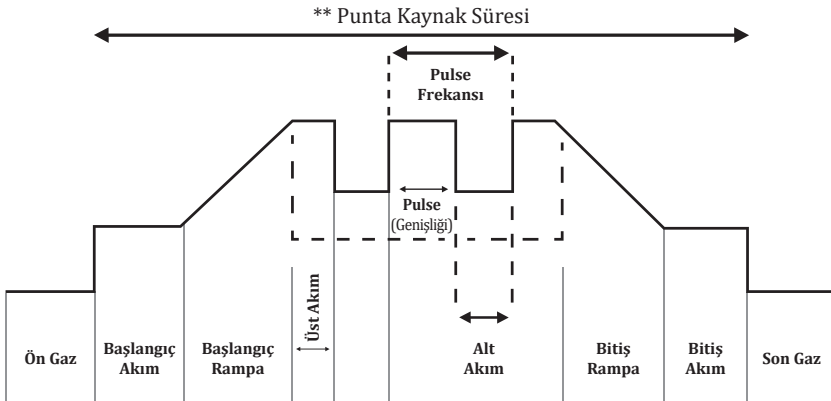 ** Punta Kaynak Süresi
Pulse
Frekansı
Pulse
(Genişliği)
Ön Gaz
Başlangıç
Akım
Başlangıç
Rampa
Üst Akım
Alt
Akım
Bitiş
Rampa
Bitiş
Akım
Son Gaz